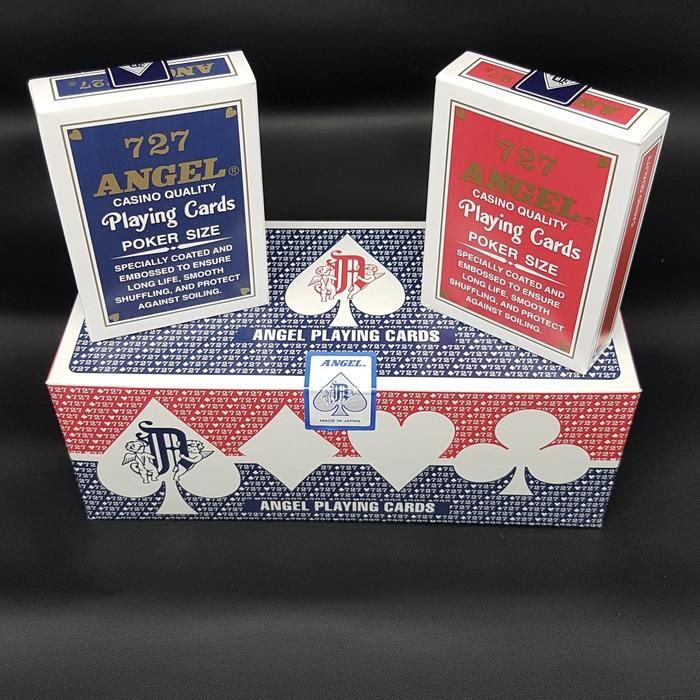 727
ANGEL®
CASINO QUALITY
Playing Cards
POKER SIZE
SPECIALLY COATED AND
EMBOSSED TO ENSURE
LONG LIFE, SMOOTH
SHUFFLING, AND PROTECT
AGAINST SOILING.
727
ANGEL®
CASINO QUALITY
Playing Cards
POKER SIZE
SPECIALLY COATED AND
EMBOSSED TO ENSURE
LONG LIFE, SMOOTH
SHUFFLING, AND PROTECT
AGAINST SOILING.
CASINO QUALITY
ANGEL PLAYING CARDS
ANGEL.
MADE IN JAPAN
ANGEL PLAYING CARDS